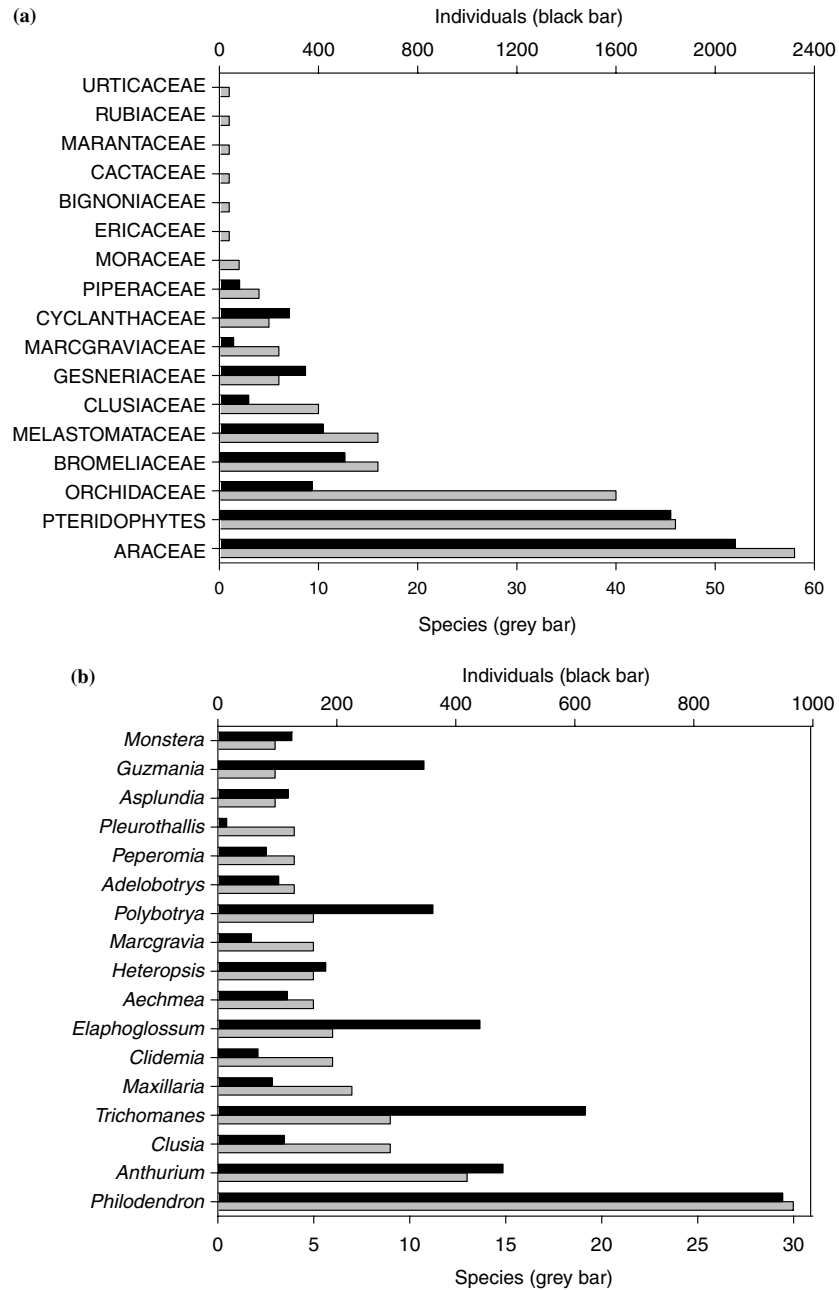 (a)
Individuals (black bar)
0 400 800 1200 1600 2000 2400
URTICACEAE
RUBIACEAE
MARANTACEAE
CACTACEAE
BIGNONIACEAE
ERICACEAE
MORACEAE
PIPERACEAE
CYCLANTHACEAE
MARCGRAVIACEAE
GESNERIACEAE
CLUSIACEAE
MELASTOMATACEAE
BROMELIACEAE
ORCHIDACEAE
PTERIDOPHYTES
ARACEAE
0 10 20 30 40 50 60
Species (grey bar)
(b)
Individuals (black bar)
0 200 400 600 800 1000
Monstera
Guzmania
Asplundia
Pleurothallis
Peperomia
Adelobotrys
Polybotrya
Marcgravia
Heteropsis
Aechmea
Elaphoglossum
Clidemia
Maxillaria
Trichomanes
Clusia
Anthurium
Philodendron
0 5 10 15 20 25 30
Species (grey bar)